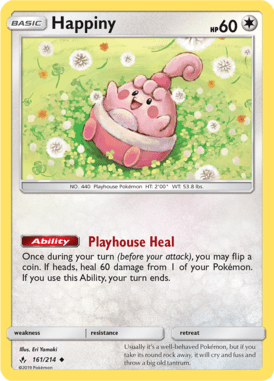 BASIC Happiny HP60
NO. 440 Playhouse Pokémon HT: 2'00" WT: 53.8 lbs.
Ability Playhouse Heal
Once during your turn (before your attack), you may flip a
coin. If heads, heal 60 damage from 1 of your Pokémon.
If you use this Ability, your turn ends.
weakness resistance retreat
Illus. Eri Yamaki
161/214
©2019 Pokémon
Usually it's a well-behaved Pokémon, but if you
take its round rock away, it will cry and fuss and
throw a big old tantrum.